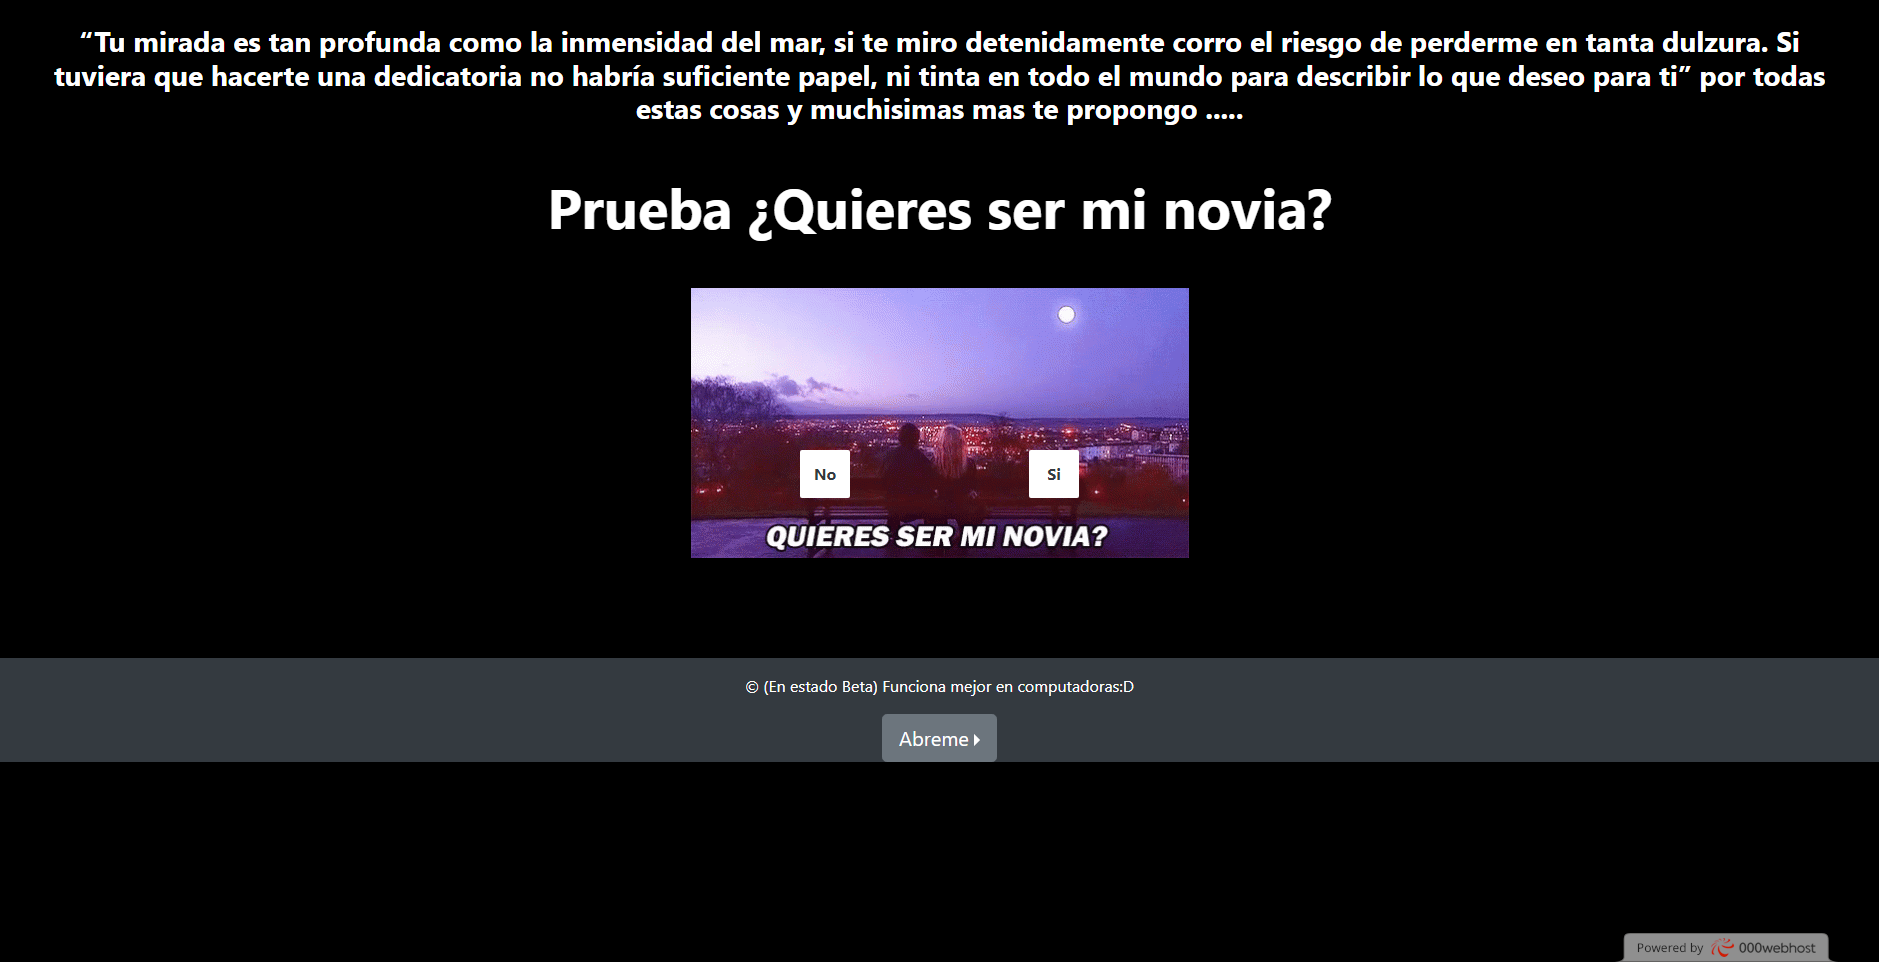 “Tu mirada es tan profunda como la inmensidad del mar, si te miro detenidamente corro el riesgo de perderme en tanta dulzura. Si
tuviera que hacerte una dedicatoria no habría suficiente papel, ni tinta en todo el mundo para describir lo que deseo para ti” por todas
estas cosas y muchisimas mas te propongo .....
Prueba ¿Quieres ser mi novia?
No
Si
QUIERES SER MI NOVIA?
© (En estado Beta) Funciona mejor en computadoras:D
Abreme
Powered by 000webhost